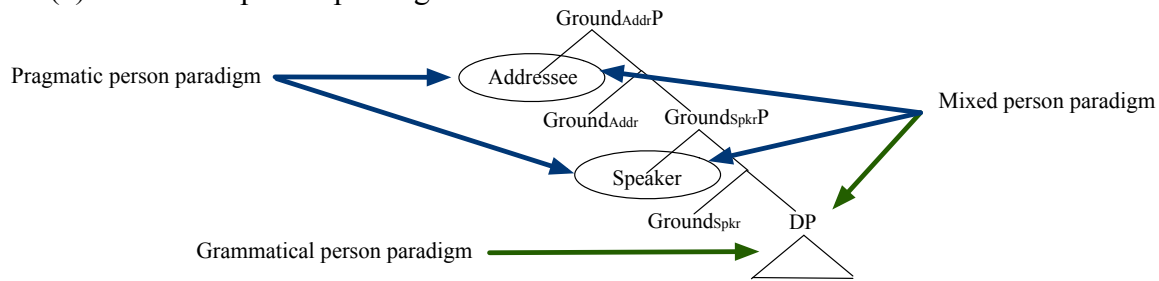 GroundAddrP
Pragmatic person paradigm
Addressee
Mixed person paradigm
GroundAddr
GroundSpkrP
Speaker
GroundSpkr
DP
Grammatical person paradigm